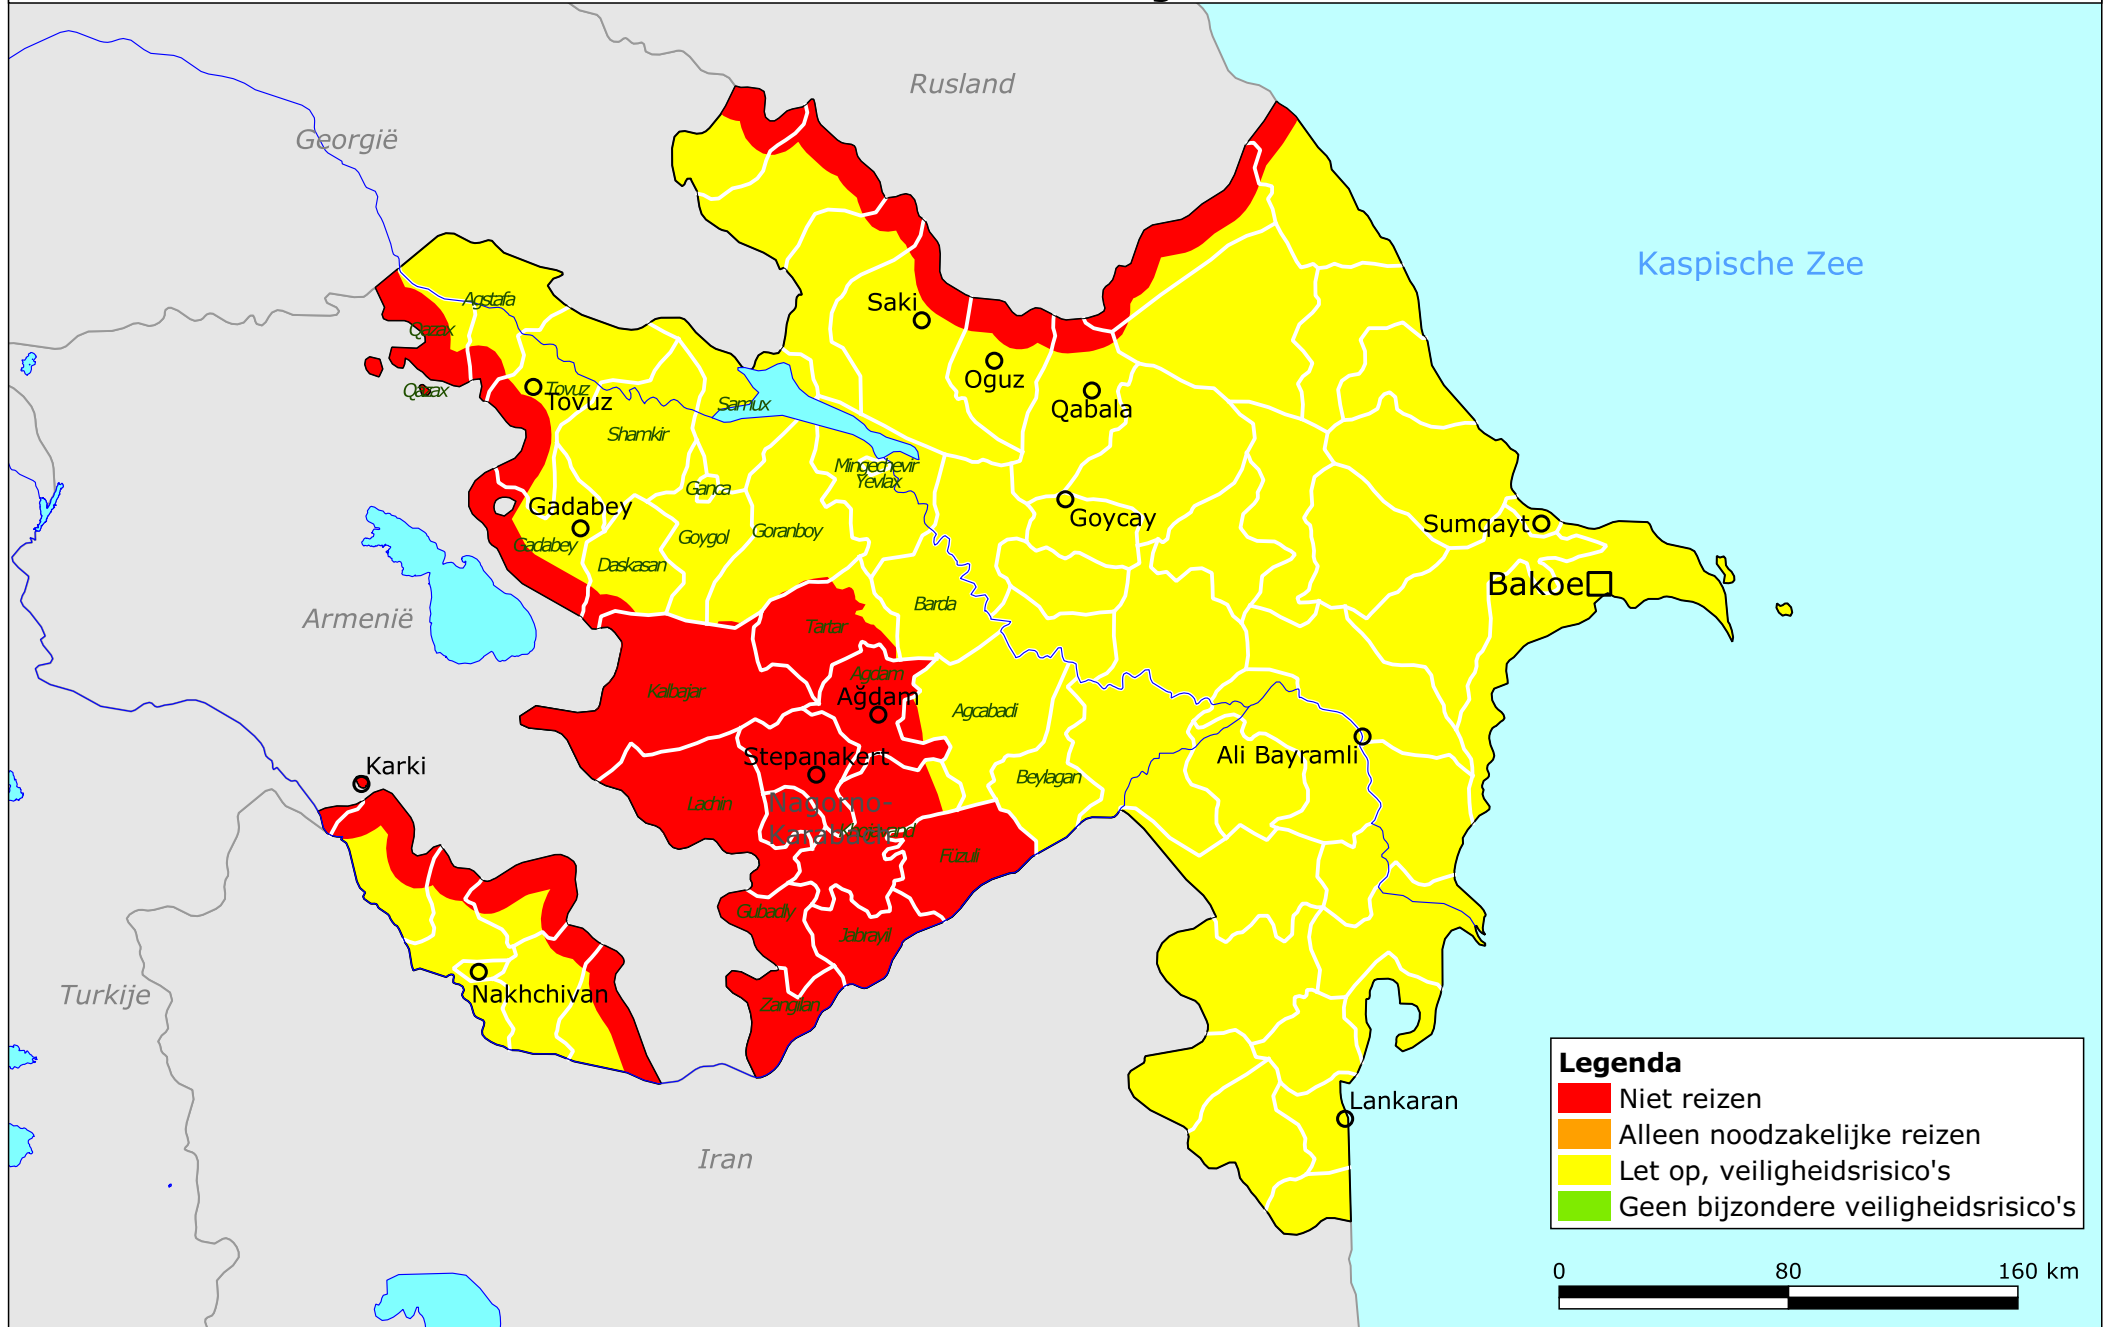 Rusland
Georgië
Kaspische Zee
Agstafa
Saki
Qazax
Oguz
Qazax
Tovuz
Tovuz
Samux
Qabala
Shamkir
Mingechevir
Yevlax
Ganca
Gadabey
Goycay
Sumqayt
Goranboy
Goygol
Gadabey
Daskasan
Bakoe
Barda
Armenië
Tartar
Agdam
Kalbajar
Ağdam
Agcabadi
Stepanakert
Ali Bayramli
Karki
Beylagan
Lachin
Nagorno-
Karabach
Khojavand
Füzuli
Gubadly
Jabrayil
Turkije
Nakhchivan
Zangilan
Lankaran
Iran
Legenda
Niet reizen
Alleen noodzakelijke reizen
Let op, veiligheidsrisico's
Geen bijzondere veiligheidsrisico's
0 80 160 km